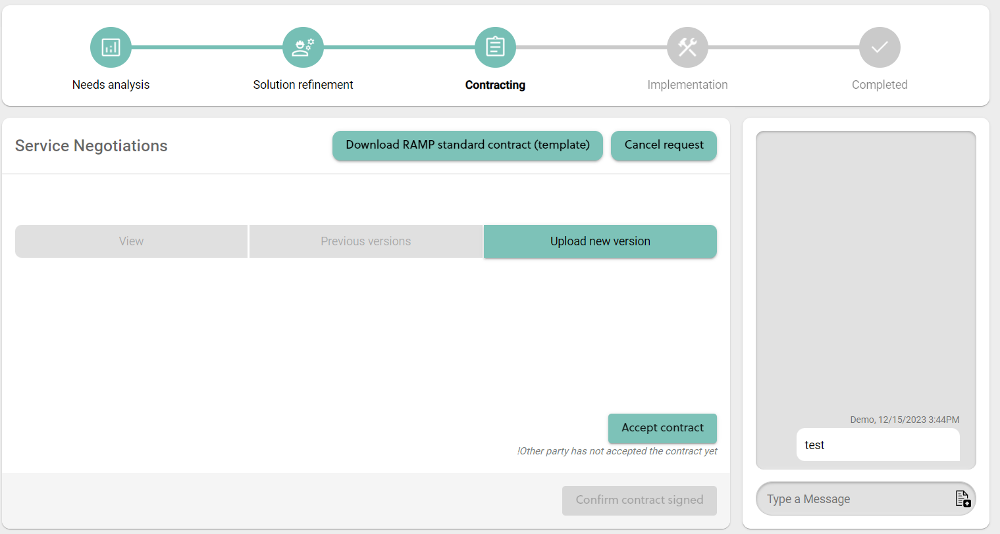 Needs analysis
Solution refinement
Contracting
Implementation
Completed
Service Negotiations
Download RAMP standard contract (template)
Cancel request
View
Previous versions
Upload new version
Accept contract
!Other party has not accepted the contract yet
Confirm contract signed
Demo, 12/15/2023 3:44PM
test
Type a Message